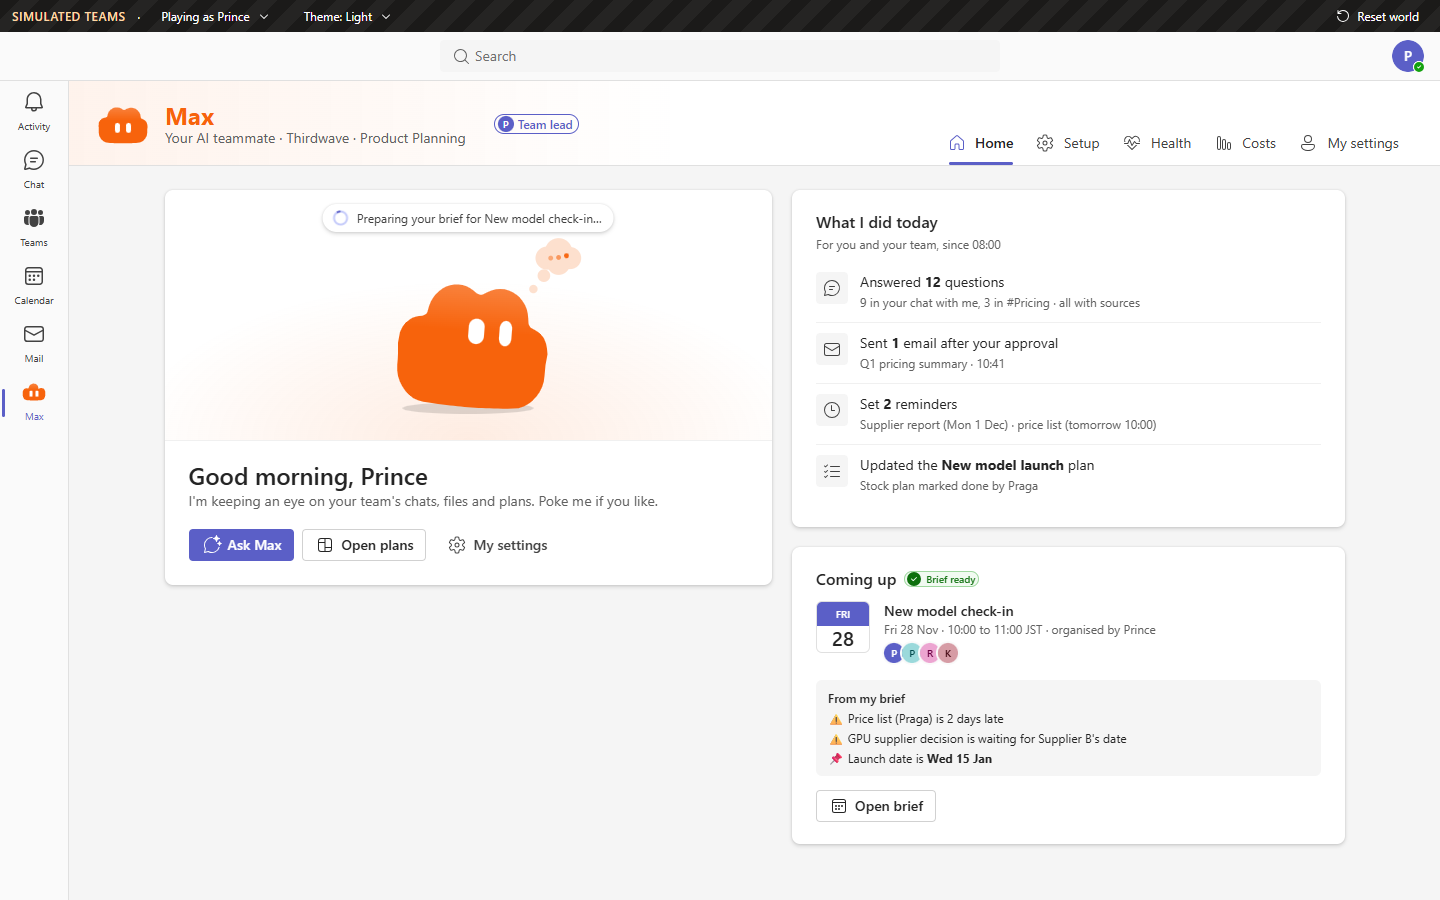 SIMULATED TEAMS · Playing as Prince Theme: Light Reset world
Search
P
Activity
Chat
Teams
Calendar
Mail
Max
Max
Your AI teammate · Thirdwave · Product Planning
P Team lead
Home Setup Health Costs My settings
Preparing your brief for New model check-in...
Good morning, Prince
I'm keeping an eye on your team's chats, files and plans. Poke me if you like.
Ask Max Open plans My settings
What I did today
For you and your team, since 08:00
Answered 12 questions
9 in your chat with me, 3 in #Pricing · all with sources
Sent 1 email after your approval
Q1 pricing summary · 10:41
Set 2 reminders
Supplier report (Mon 1 Dec) · price list (tomorrow 10:00)
Updated the New model launch plan
Stock plan marked done by Praga
Coming up Brief ready
FRI
28
New model check-in
Fri 28 Nov · 10:00 to 11:00 JST · organised by Prince
P P R K
From my brief
⚠️ Price list (Praga) is 2 days late
⚠️ GPU supplier decision is waiting for Supplier B's date
📌 Launch date is Wed 15 Jan
Open brief